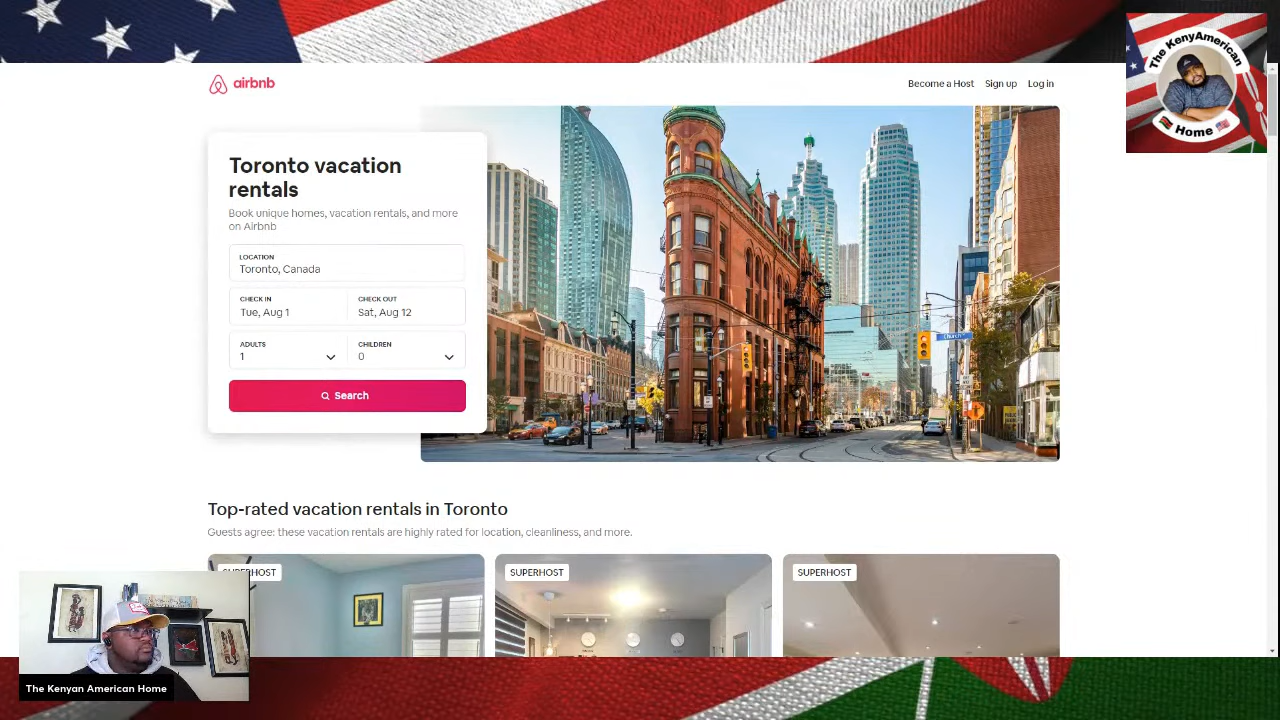 The KenyAmerican
Home
airbnb
Become a Host
Sign up
Log in
Toronto vacation
rentals
Book unique homes, vacation rentals, and more
on Airbnb
LOCATION
Toronto, Canada
CHECK IN
CHECK OUT
Tue, Aug 1
Sat, Aug 12
ADULTS
CHILDREN
1
0
Search
Church
Top-rated vacation rentals in Toronto
Guests agree: these vacation rentals are highly rated for location, cleanliness, and more.
SUPERHOST
SUPERHOST
SUPERHOST
The Kenyan American Home